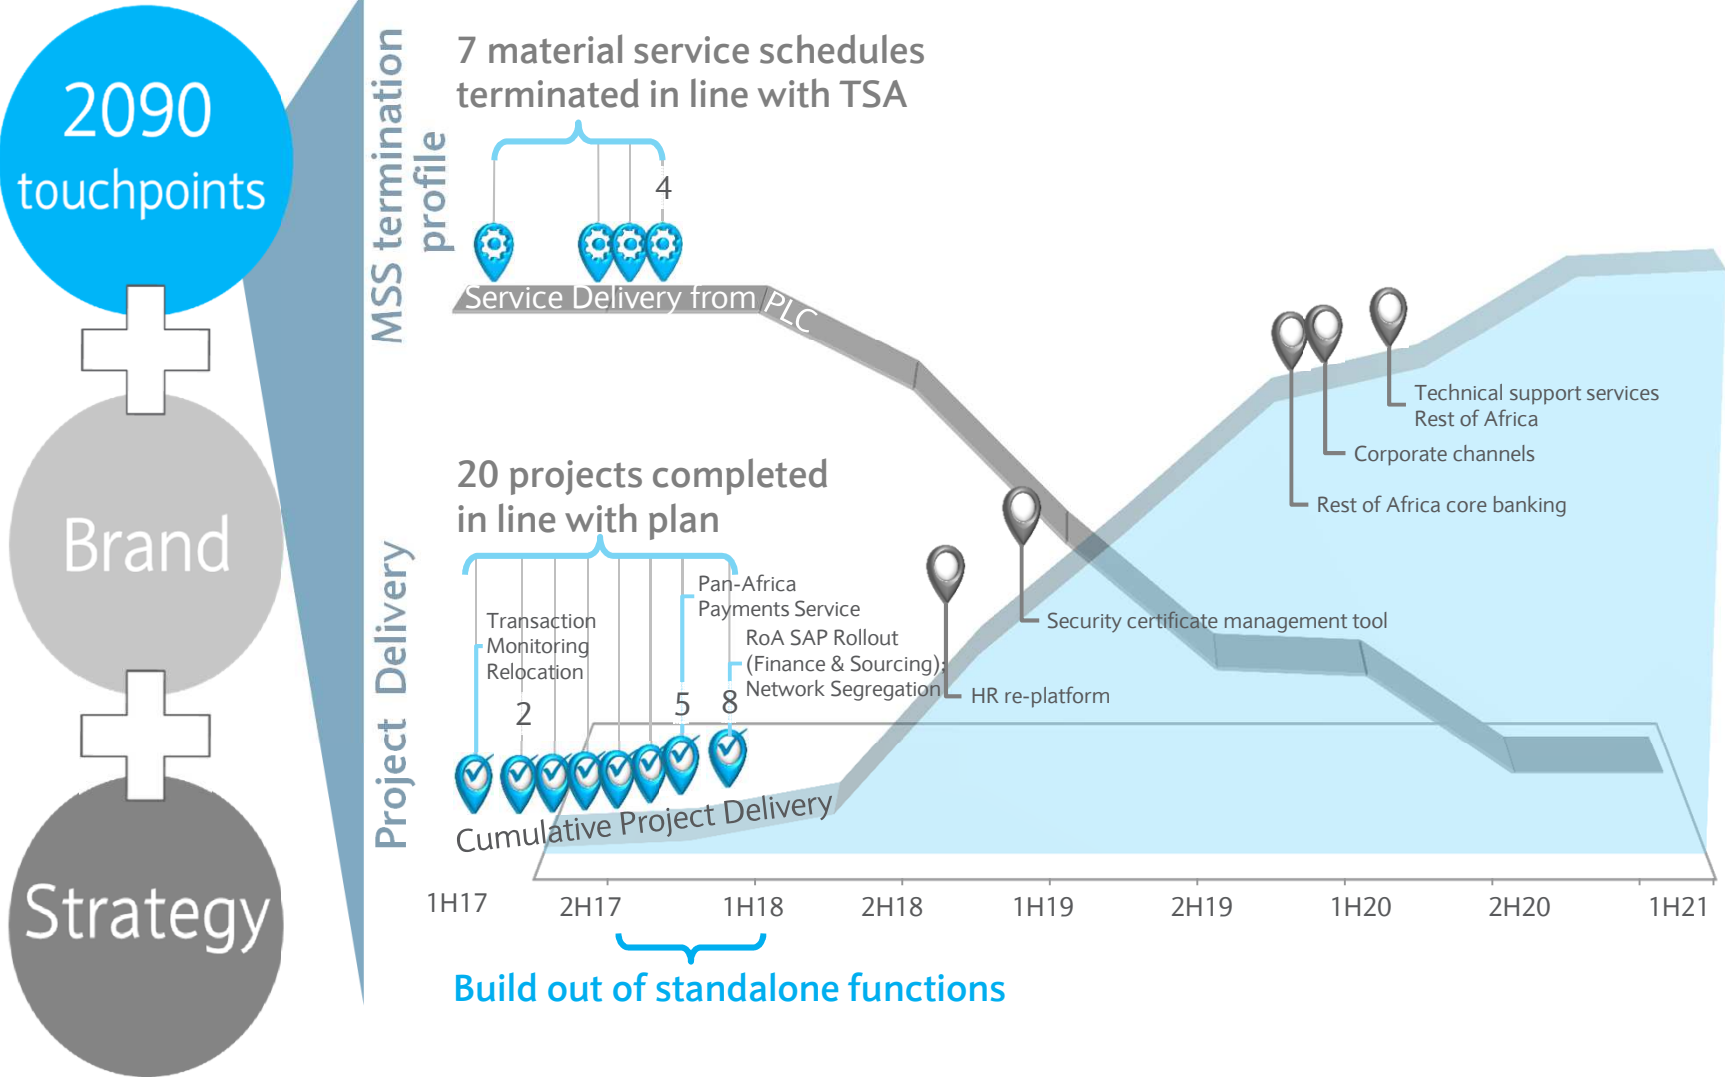 2090
touchpoints
Brand
Strategy
MSS termination
profile
Project Delivery
7 material service schedules
terminated in line with TSA
4
Service Delivery from PLC
20 projects completed
in line with plan
Transaction
Monitoring
Relocation
2
Pan-Africa
Payments Service
5
RoA SAP Rollout
(Finance & Sourcing);
Network Segregation
8
Cumulative Project Delivery
HR re-platform
Security certificate management tool
Rest of Africa core banking
Corporate channels
Technical support services
Rest of Africa
1H17
2H17
1H18
2H18
1H19
2H19
1H20
2H20
1H21
Build out of standalone functions